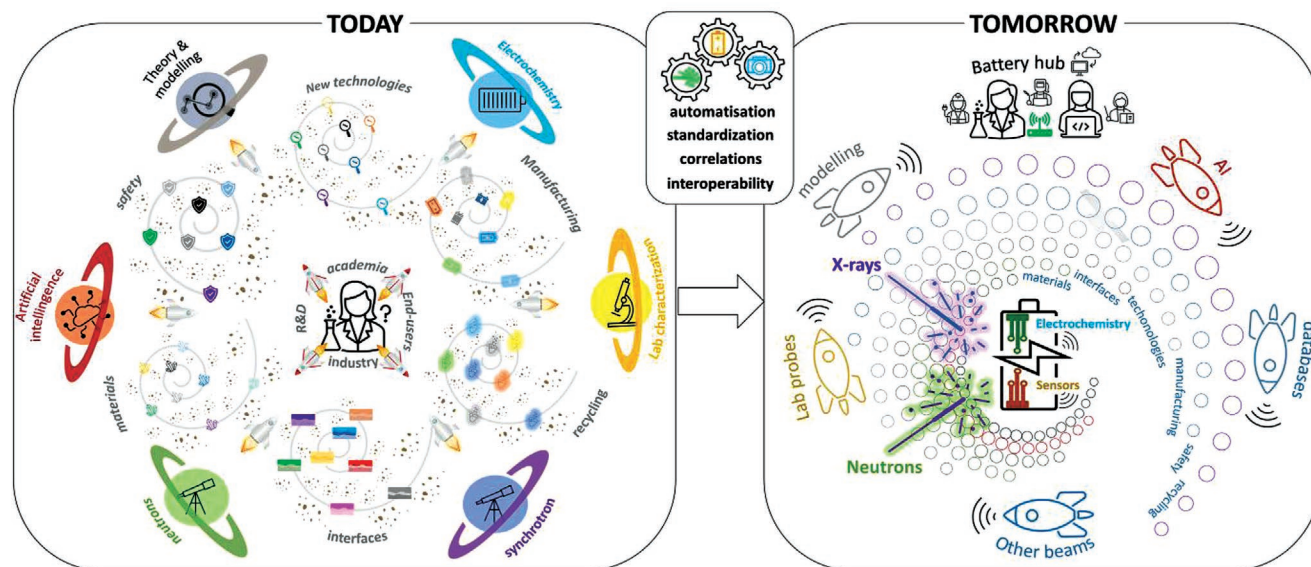 TODAY
Theory &
modelling
Electrochemistry
New technologies
Manufacturing
safety
Artificial
intellingence
academia
R&D
End-users
?
industry
Lab characterization
materials
recycling
interfaces
neutrons
synchrotron
automatisation
standardization
correlations
interoperability
TOMORROW
Battery hub
</>
modelling
AI
X-rays
materials
interfaces
techonologies
manufacturing
safety
recycling
Electrochemistry
Sensors
Lab probes
databases
Neutrons
Other beams